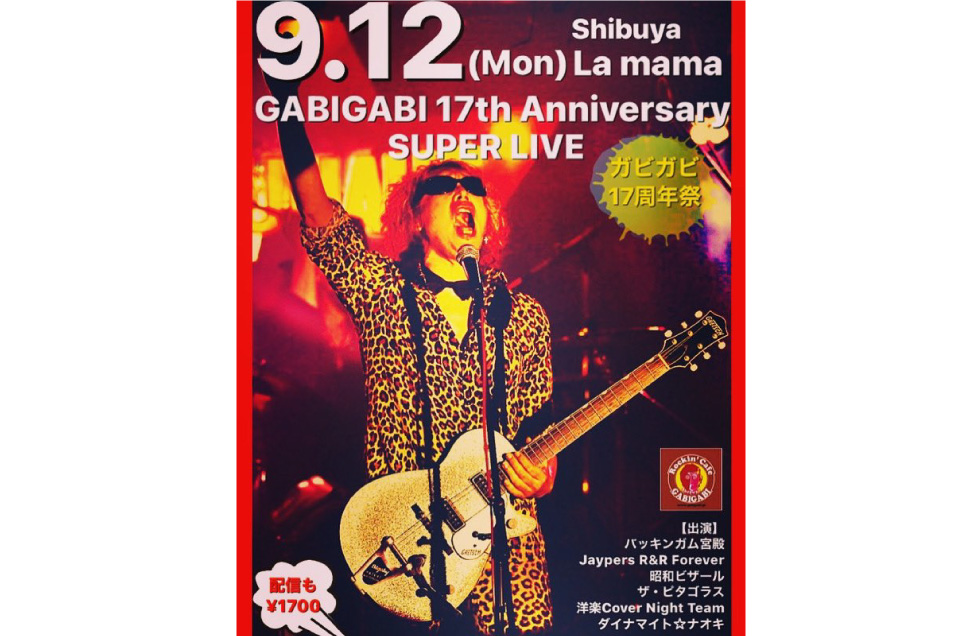 9.12
(Mon)
Shibuya
La mama
GABIGABI 17th Anniversary
SUPER LIVE
ガビガビ
17周年祭
Rockin' Cafe
GABIGABI
【出演】
バッキンガム宮殿
Jaypers R&R Forever
昭和ビザール
ザ・ピタゴラス
洋楽Cover Night Team
ダイナマイト☆ナオキ
配信も
¥1700